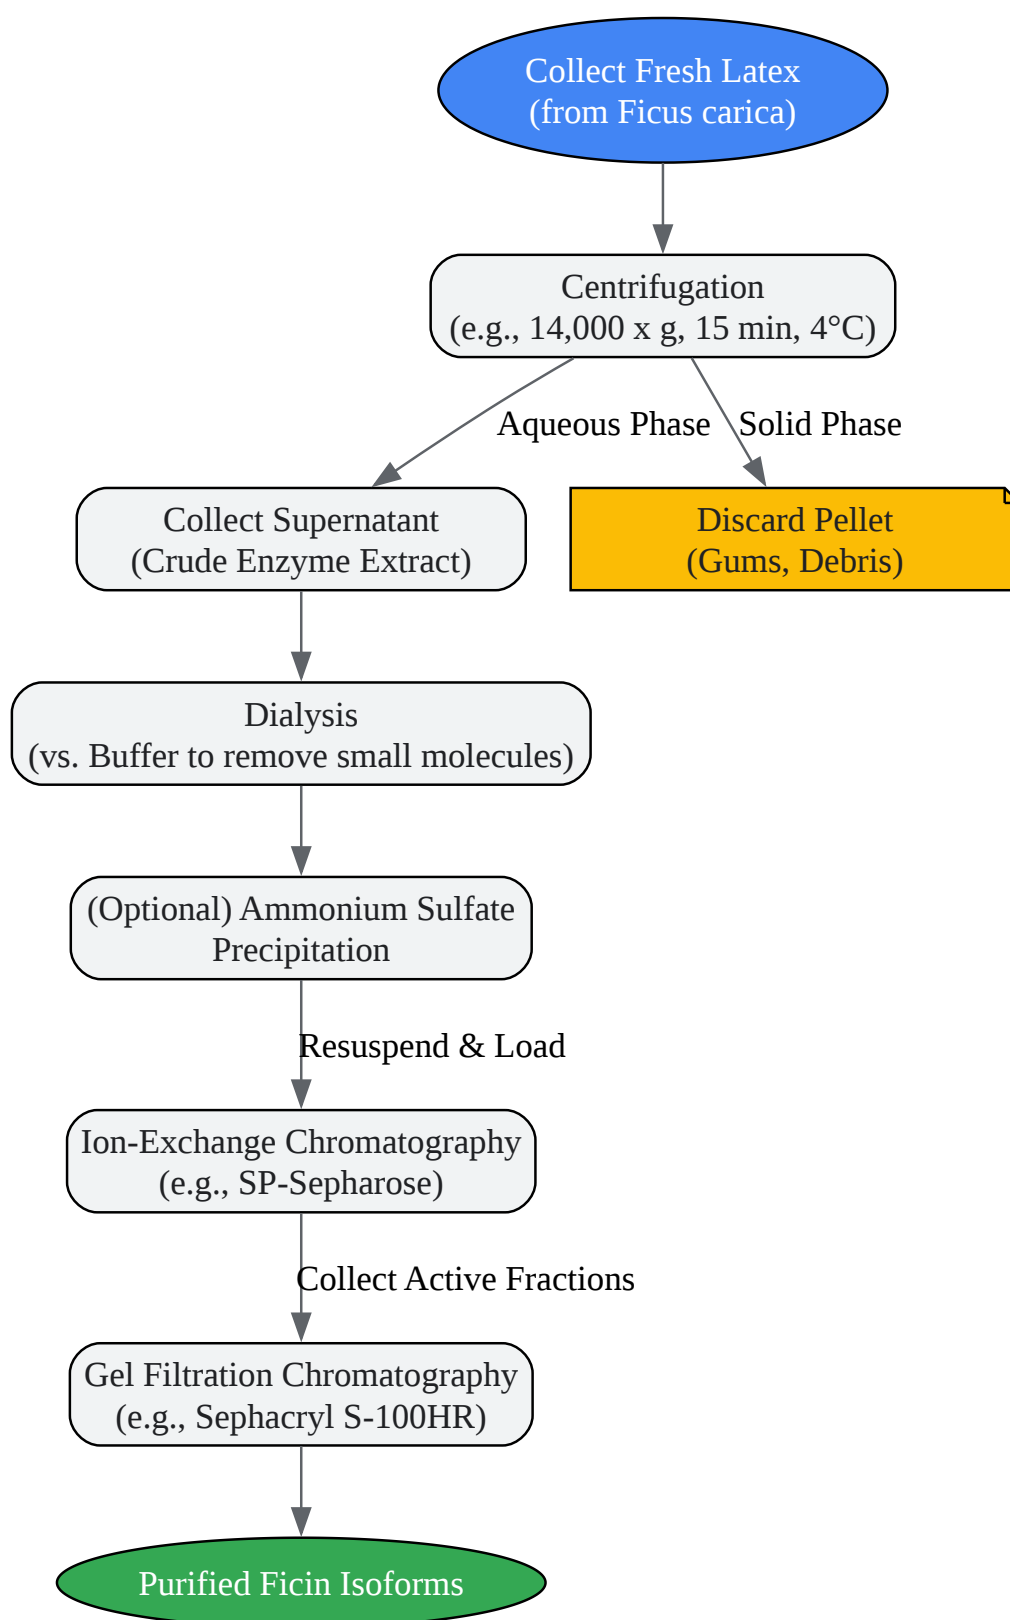 Collect Fresh Latex
(from Ficus carica)
Centrifugation
(e.g., 14,000 x g, 15 min, 4°C)
Aqueous Phase
Solid Phase
Collect Supernatant
(Crude Enzyme Extract)
Discard Pellet
(Gums, Debris)
Dialysis
(vs. Buffer to remove small molecules)
(Optional) Ammonium Sulfate
Precipitation
Resuspend & Load
Ion-Exchange Chromatography
(e.g., SP-Sepharose)
Collect Active Fractions
Gel Filtration Chromatography
(e.g., Sephacryl S-100HR)
Purified Ficin Isoforms